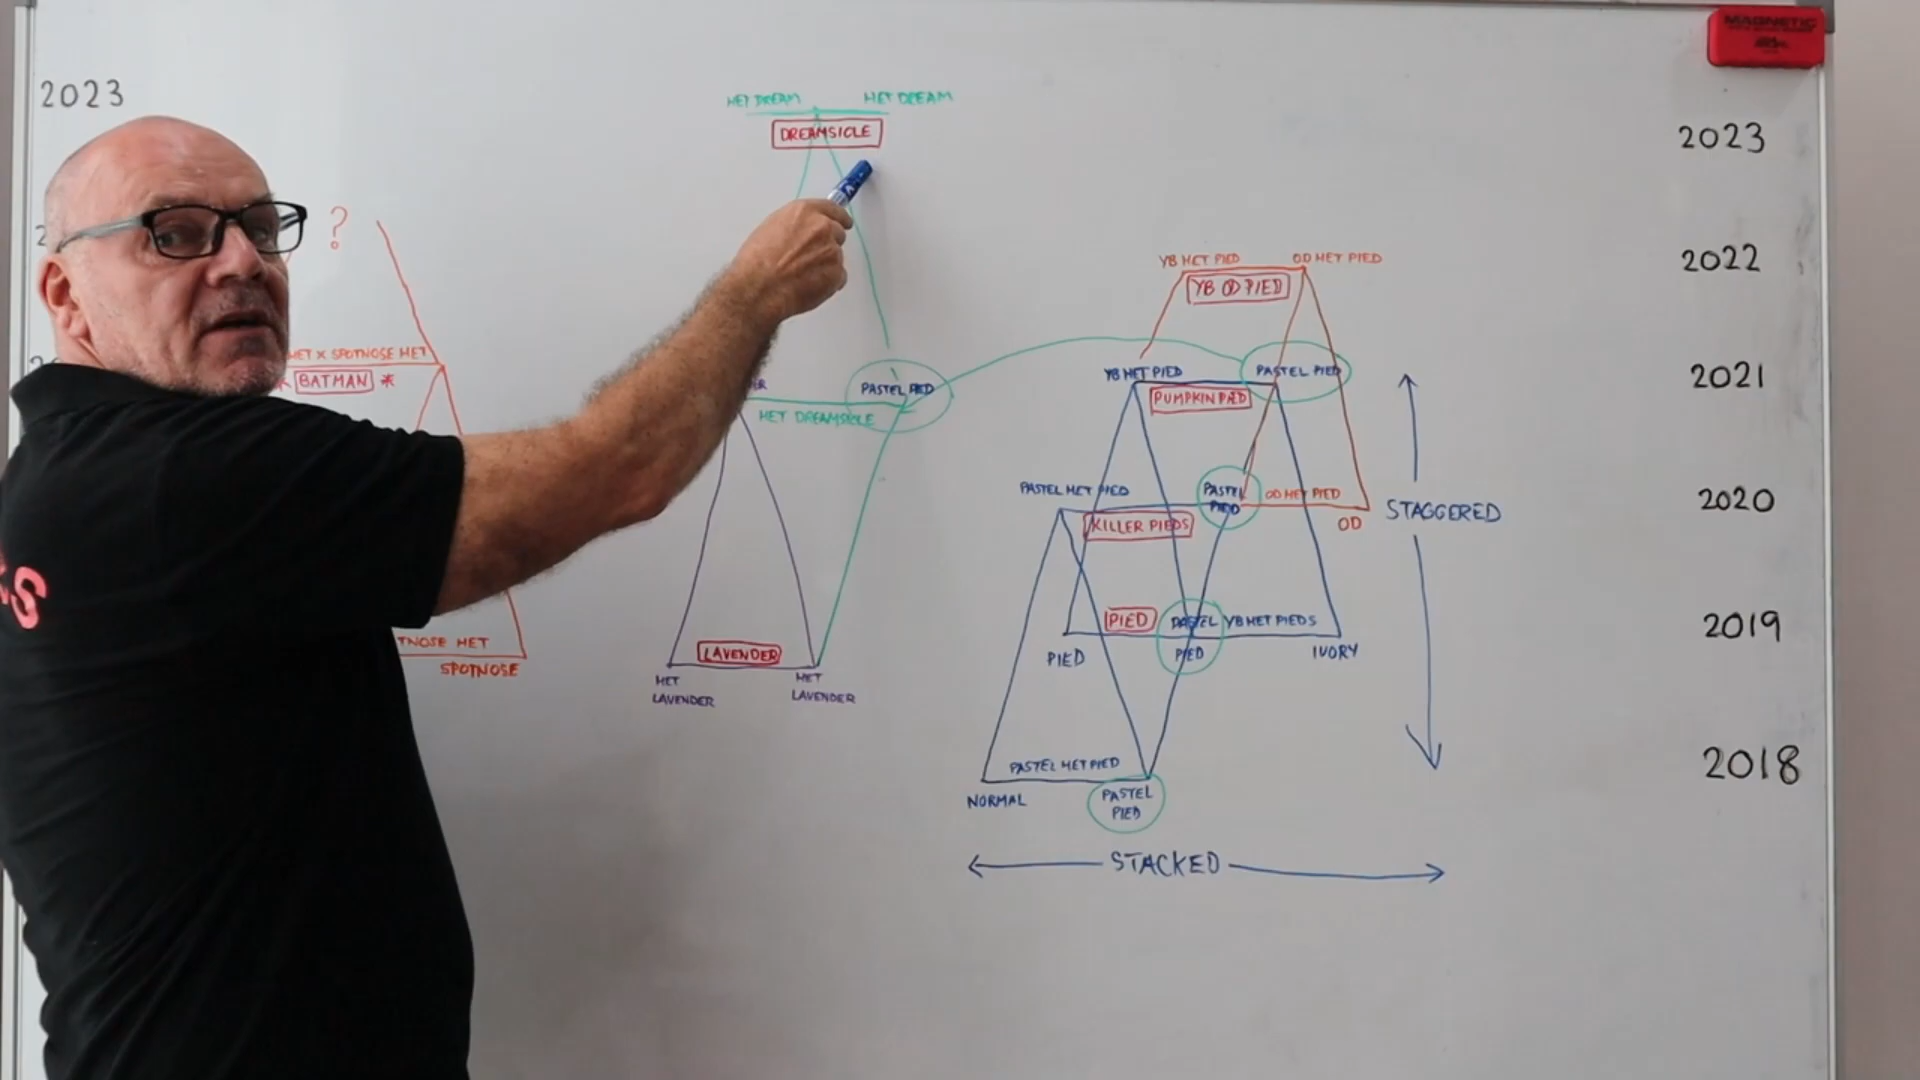 MAGNETIC
2023
HET DREAM
HET DREAM
DREAMSICLE
2023
?
YB HET PIED
OD HET PIED
YB OD PIED
2022
HET X SPOTNOSE HET
BATMAN *
PASTEL PIED
HET DREAMSICLE
YB HET PIED
PASTEL PIED
PUMPKIN PIED
2021
PASTEL HET PIED
PASTEL
PIED
OD HET PIED
KILLER PIEDS
OD
STAGGERED
2020
S
TNOSE HET
SPOTNOSE
LAVENDER
HET
LAVENDER
HET
LAVENDER
PIED
PASTEL
PIED
YB HET PIEDS
PIED
IVORY
2019
PASTEL HET PIED
NORMAL
PASTEL
PIED
2018
STACKED